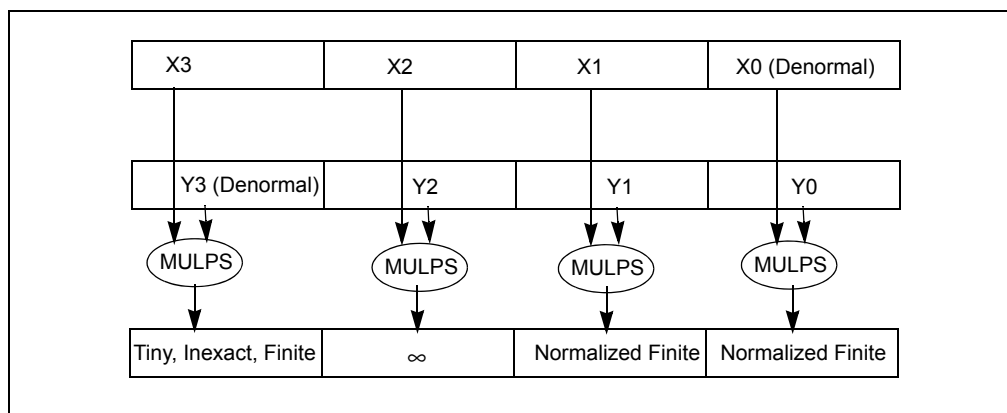 X3 X2 X1 X0 (Denormal)
Y3 (Denormal) Y2 Y1 Y0
MULPS MULPS MULPS MULPS
Tiny, Inexact, Finite ∞ Normalized Finite Normalized Finite